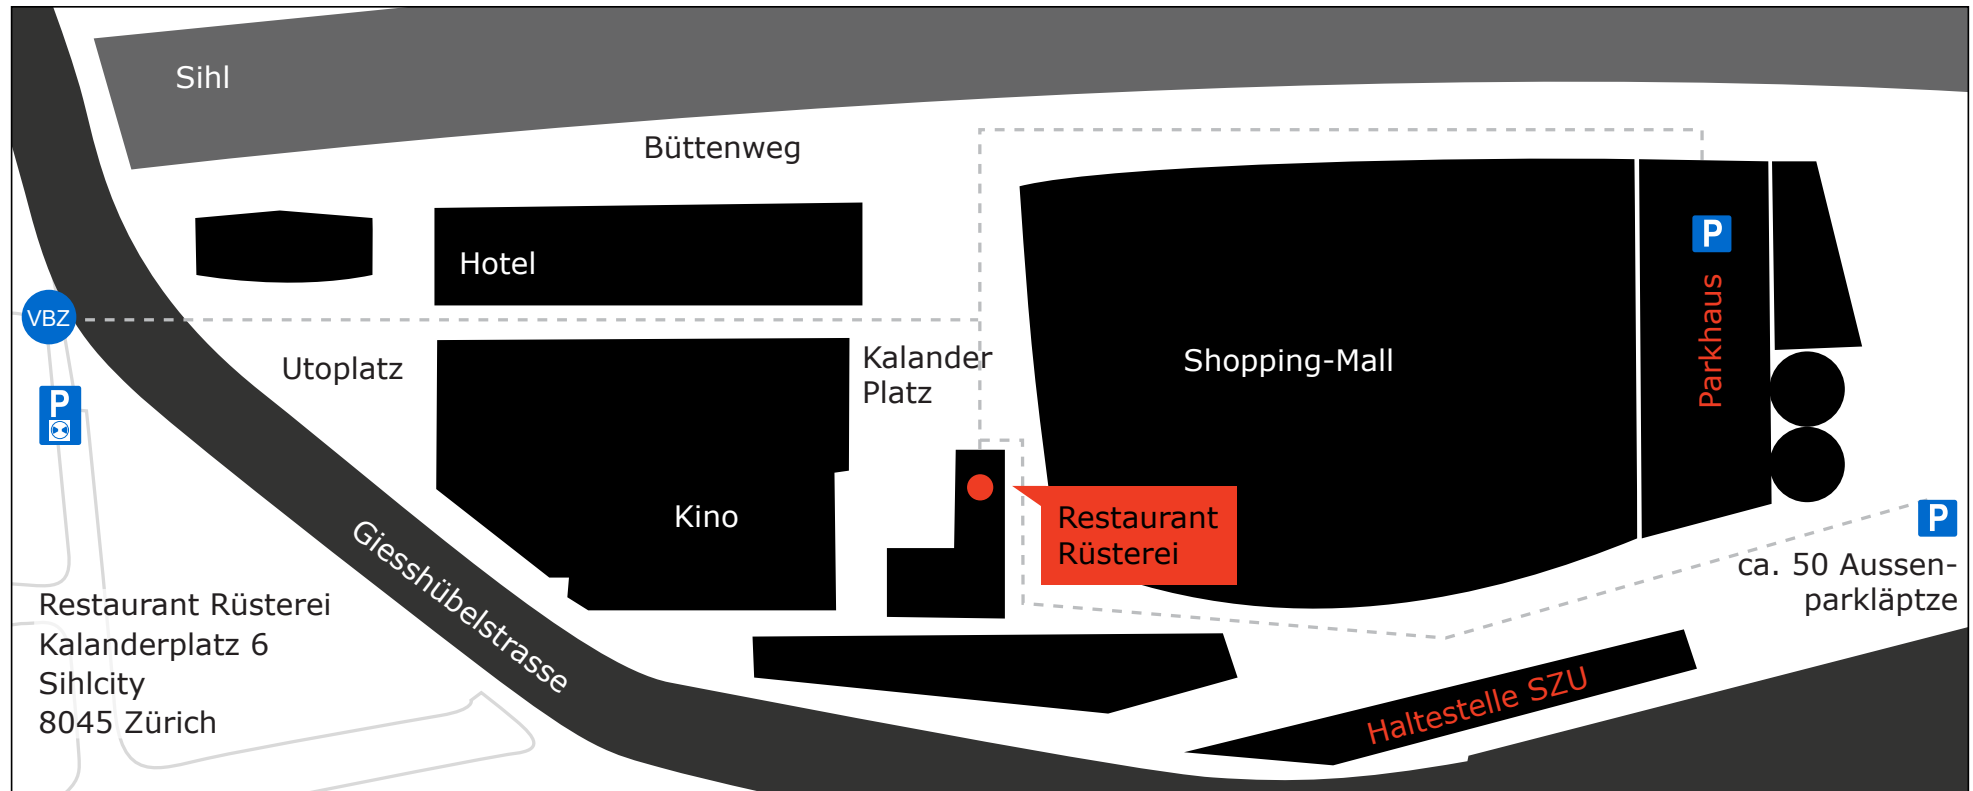 Sihl
Büttenweg
Hotel
P
Parkhaus
VBZ
Utoplatz
Kalander
Platz
Shopping-Mall
P
Kino
Restaurant
Rüsterei
P
ca. 50 Aussen-
parkläptze
Giesshübelstrasse
Restaurant Rüsterei
Kalanderplatz 6
Sihlcity
8045 Zürich
Haltestelle SZU